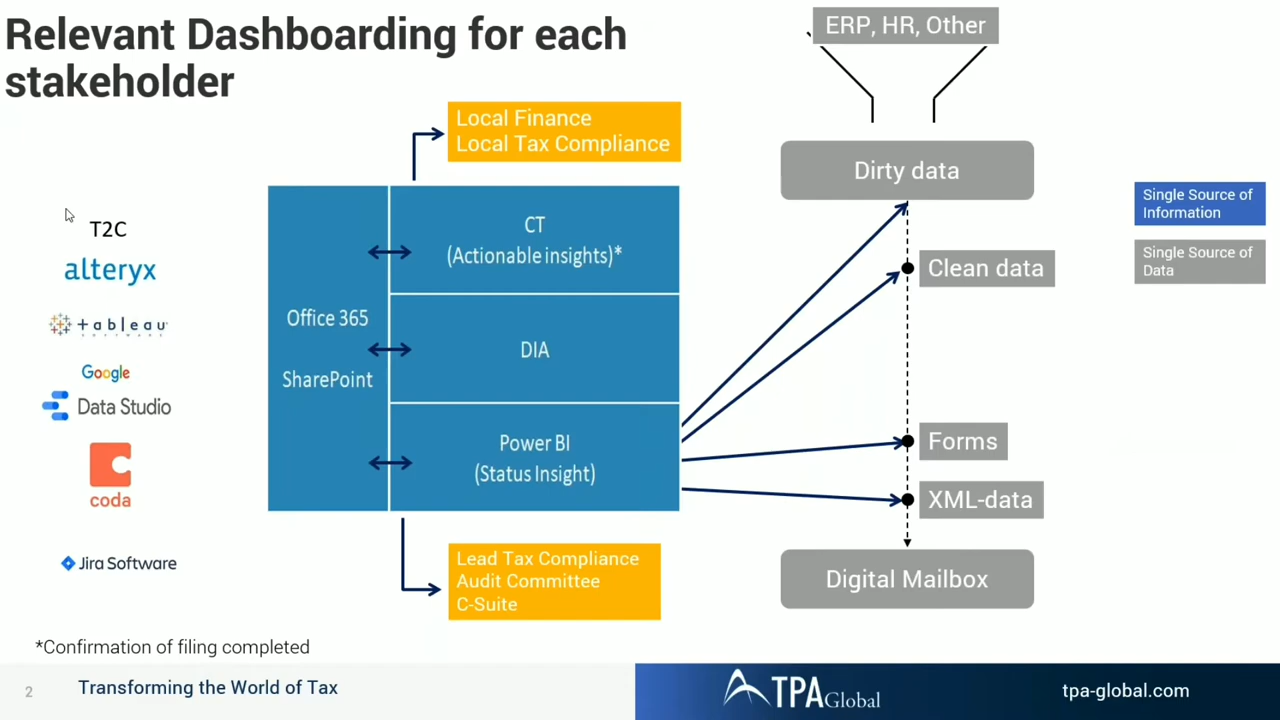 Relevant Dashboarding for each
stakeholder
ERP, HR, Other
Local Finance
Local Tax Compliance
Dirty data
Single Source of
Information
Single Source of
Data
T2C
alteryx
+ableau
SOFTWARE
Google
Data Studio
coda
Jira Software
Office 365
SharePoint
CT
(Actionable insights)*
DIA
Power BI
(Status Insight)
Clean data
Forms
XML-data
Digital Mailbox
Lead Tax Compliance
Audit Committee
C-Suite
*Confirmation of filing completed
2
Transforming the World of Tax
TPA Global
tpa-global.com